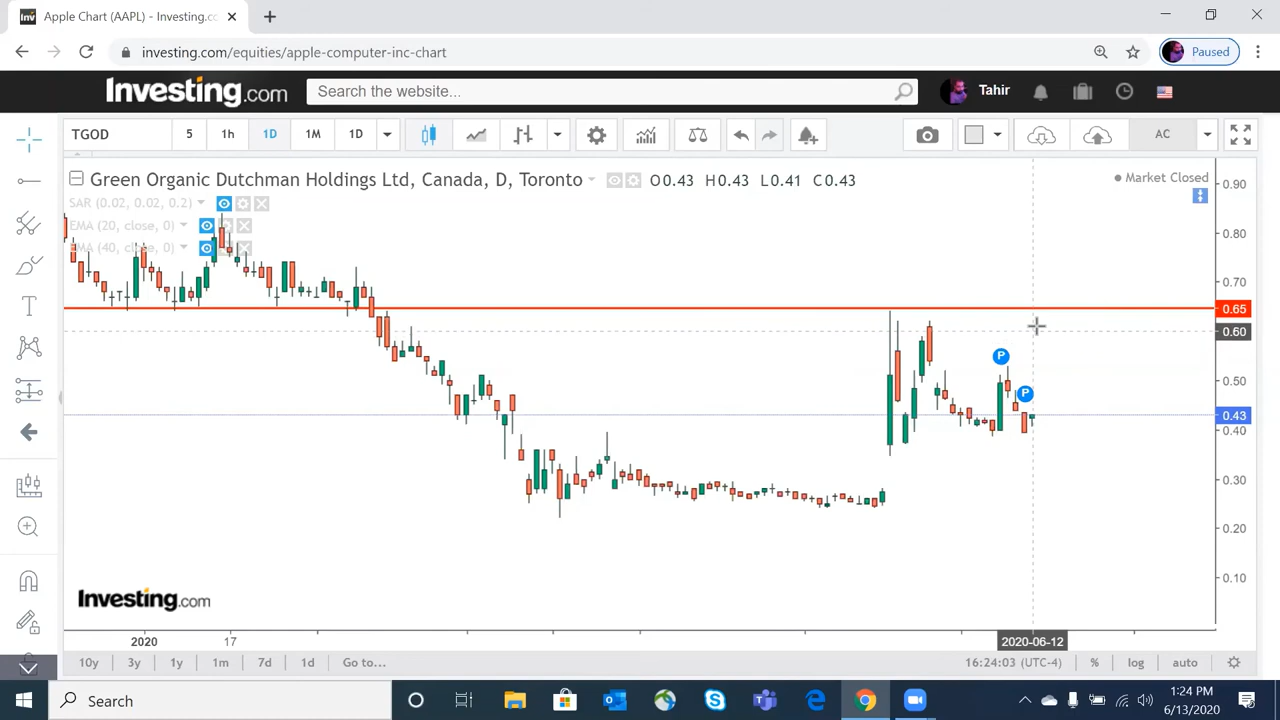 Inv Apple Chart (AAPL) - Investing.co
investing.com/equities/apple-computer-inc-chart
Paused
Investing.com
Search the website...
Tahir
TGOD 5 1h 1D 1M 1D AC
Green Organic Dutchman Holdings Ltd, Canada, D, Toronto O0.43 H0.43 L0.41 C0.43
Market Closed
SAR (0.02, 0.02, 0.2)
EMA (20, close, 0)
EMA (40, close, 0)
0.90
0.80
0.70
0.65
0.60
0.50
0.43
0.40
0.30
0.20
0.10
P
P
Investing.com
2020 17 2020-06-12
10y 3y 1y 1m 7d 1d Go to... 16:24:03 (UTC-4) % log auto
Search
1:24 PM
6/13/2020